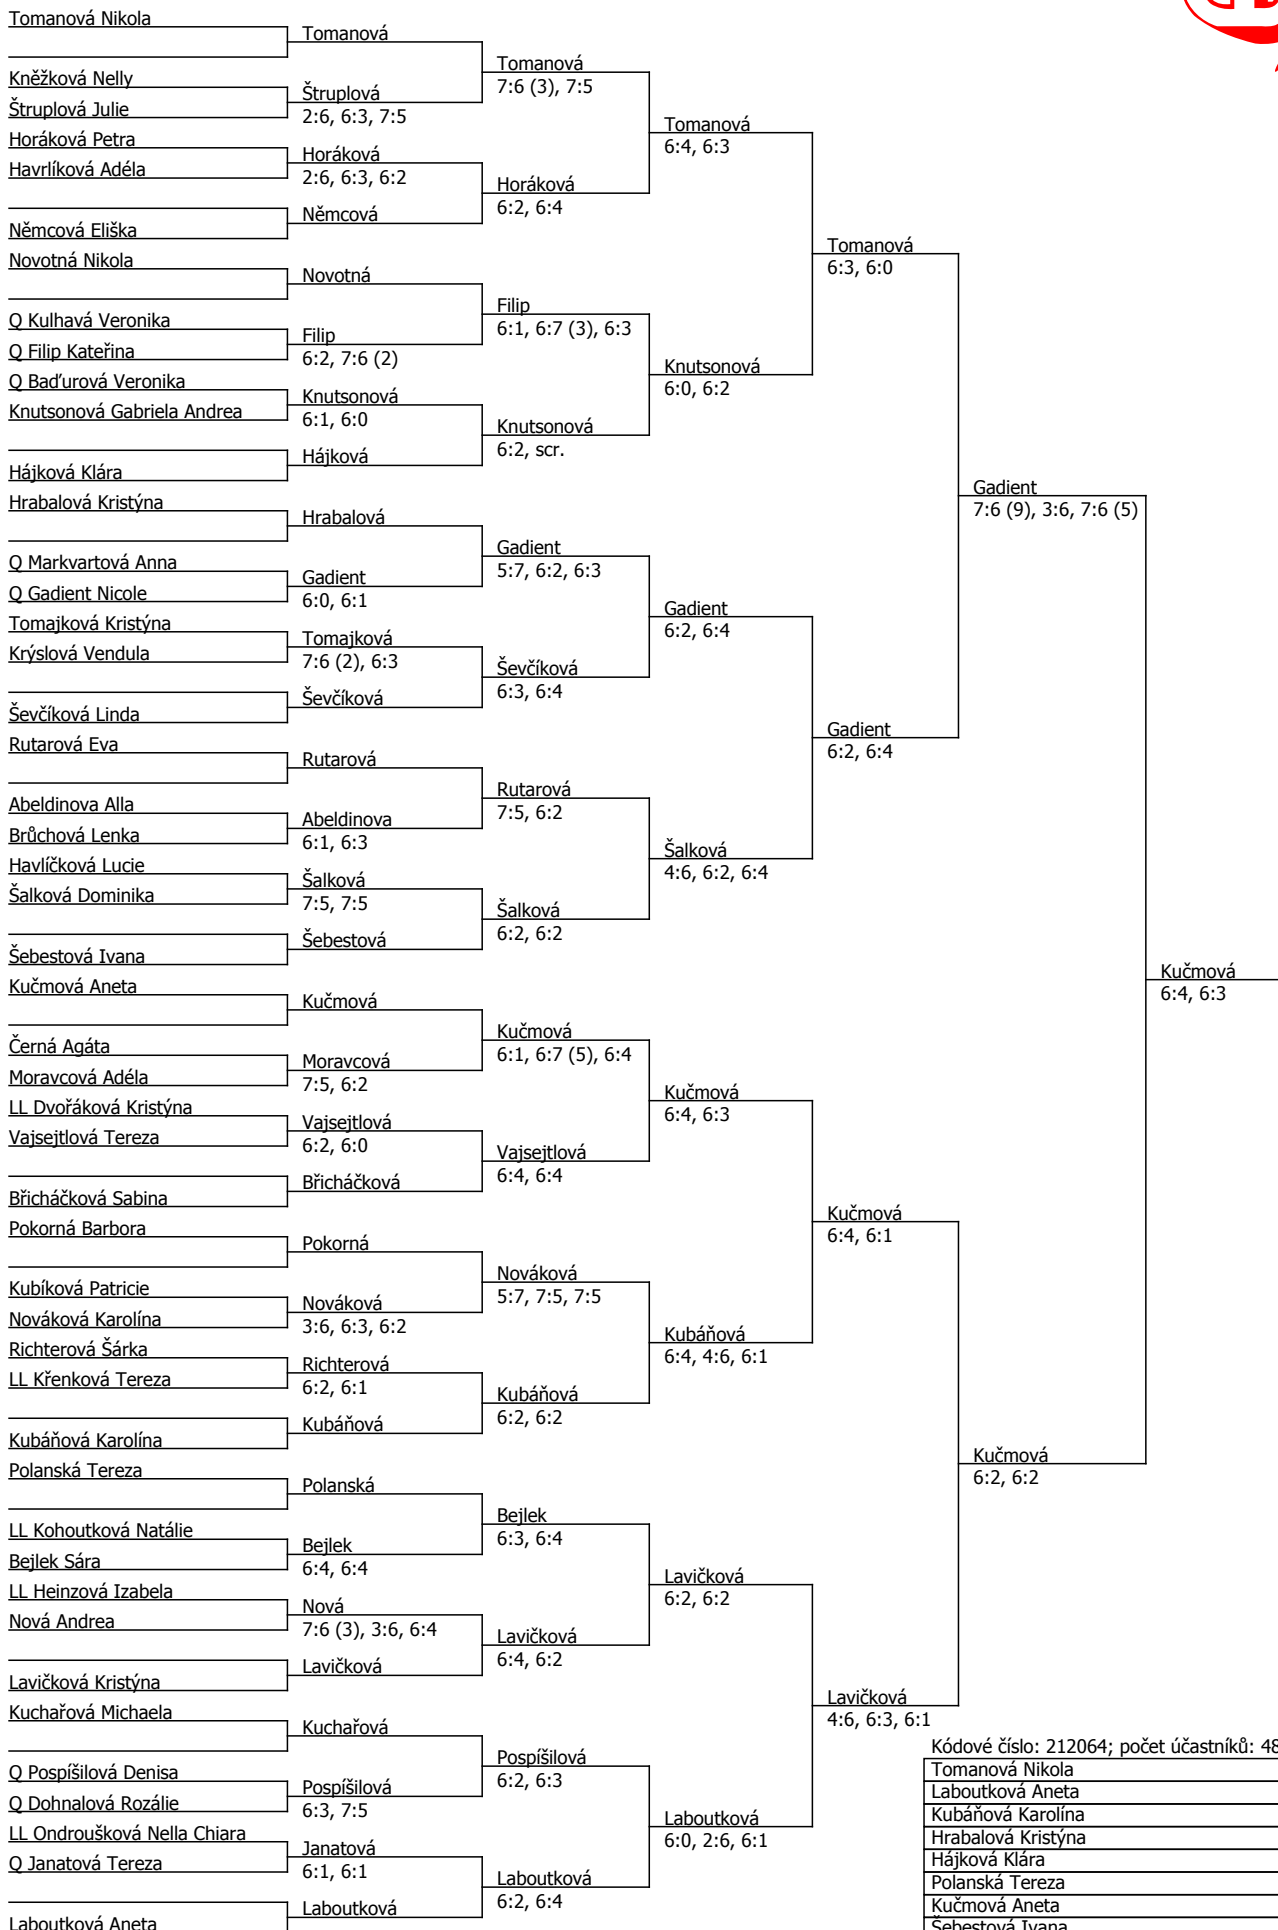 Tomanová Nikola
Kněžková Nelly
Štruplová Julie
Horáková Petra
Havrlíková Adéla
Němcová Eliška
Novotná Nikola
Q Kulhavá Veronika
Q Filip Kateřina
Q Baďurová Veronika
Knutsonová Gabriela Andrea
Hájková Klára
Hrabalová Kristýna
Q Markvartová Anna
Q Gadient Nicole
Tomajková Kristýna
Krýslová Vendula
Ševčíková Linda
Rutarová Eva
Abeldinova Alla
Brůchová Lenka
Havlíčková Lucie
Šalková Dominika
Šebestová Ivana
Kučmová Aneta
Černá Agáta
Moravcová Adéla
LL Dvořáková Kristýna
Vajsejtlová Tereza
Břicháčková Sabina
Pokorná Barbora
Kubíková Patricie
Nováková Karolína
Richterová Šárka
LL Křenková Tereza
Kubáňová Karolína
Polanská Tereza
LL Kohoutková Natálie
Bejlek Sára
LL Heinzová Izabela
Nová Andrea
Lavičková Kristýna
Kuchařová Michaela
Q Pospíšilová Denisa
Q Dohnalová Rozálie
LL Ondroušková Nella Chiara
Q Janatová Tereza
Laboutková Aneta
Tomanová
Štruplová
2:6, 6:3, 7:5
Horáková
2:6, 6:3, 6:2
Němcová
Novotná
Filip
6:2, 7:6 (2)
Knutsonová
6:1, 6:0
Hájková
Hrabalová
Gadient
6:0, 6:1
Tomajková
7:6 (2), 6:3
Ševčíková
Rutarová
Abeldinova
6:1, 6:3
Šalková
7:5, 7:5
Šebestová
Kučmová
Moravcová
7:5, 6:2
Vajsejtlová
6:2, 6:0
Břicháčková
Pokorná
Nováková
3:6, 6:3, 6:2
Richterová
6:2, 6:1
Kubáňová
Polanská
Bejlek
6:4, 6:4
Nová
7:6 (3), 3:6, 6:4
Lavičková
Kuchařová
Pospíšilová
6:3, 7:5
Janatová
6:1, 6:1
Laboutková
Tomanová
7:6 (3), 7:5
Horáková
6:2, 6:4
Filip
6:1, 6:7 (3), 6:3
Knutsonová
6:2, scr.
Gadient
5:7, 6:2, 6:3
Ševčíková
6:3, 6:4
Rutarová
7:5, 6:2
Šalková
6:2, 6:2
Kučmová
6:1, 6:7 (5), 6:4
Vajsejtlová
6:4, 6:4
Nováková
5:7, 7:5, 7:5
Kubáňová
6:2, 6:2
Bejlek
6:3, 6:4
Lavičková
6:4, 6:2
Pospíšilová
6:2, 6:3
Laboutková
6:2, 6:4
Tomanová
6:4, 6:3
Knutsonová
6:0, 6:2
Gadient
6:2, 6:4
Šalková
4:6, 6:2, 6:4
Kučmová
6:4, 6:3
Kubáňová
6:4, 4:6, 6:1
Lavičková
6:2, 6:2
Laboutková
6:0, 2:6, 6:1
Tomanová
6:3, 6:0
Gadient
6:2, 6:4
Kučmová
6:4, 6:1
Lavičková
4:6, 6:3, 6:1
Gadient
7:6 (9), 3:6, 7:6 (5)
Kučmová
6:2, 6:2
Kučmová
6:4, 6:3
Kódové číslo: 212064; počet účastníků: 48
Tomanová Nikola
Laboutková Aneta
Kubáňová Karolína
Hrabalová Kristýna
Hájková Klára
Polanská Tereza
Kučmová Aneta
Šebestová Ivana